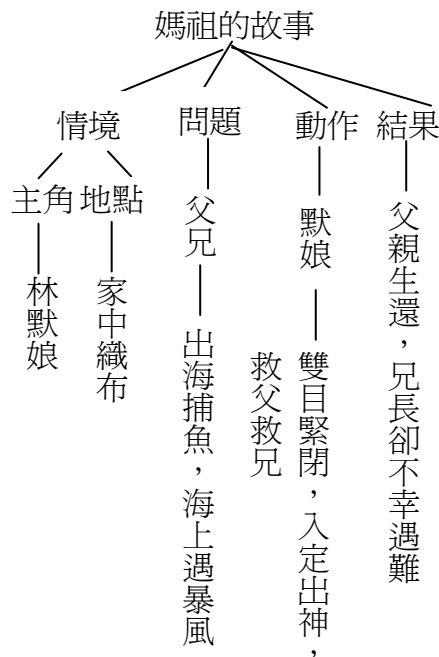 媽祖的故事
情境
問題
動作
結果
主角
地點
林默娘
家中織布
父兄
出海捕魚，海上遇暴風
默娘
雙目緊閉，入定出神，
救父救兄
父親生還，兄長卻不幸遇難